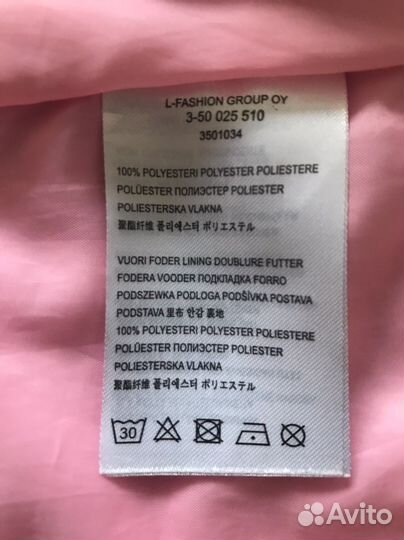 L-FASHION GROUP OY
3-50 025 510
3501034
100% POLYESTERI POLYESTER POLIESTERE
POLÜESTER ПОЛИЭСТЕР POLIESTER
POLIESTERSKA VLAKNA
聚酯纤维 폴리에스터 ポリエステル
VUORI FODER LINING DOUBLURE FUTTER
FODERA VOODER ПОДКЛАДКА FORRO
PODSZEWKA PODLOGA PODŠÍVKA POSTAVA
PODSTAVA 里布 안감 裏地
100% POLYESTERI POLYESTER POLIESTERE
POLÜESTER ПОЛИЭСТЕР POLIESTER
POLIESTERSKA VLAKNA
聚酯纤维 폴리에스터 ポリエステル
30
Avito